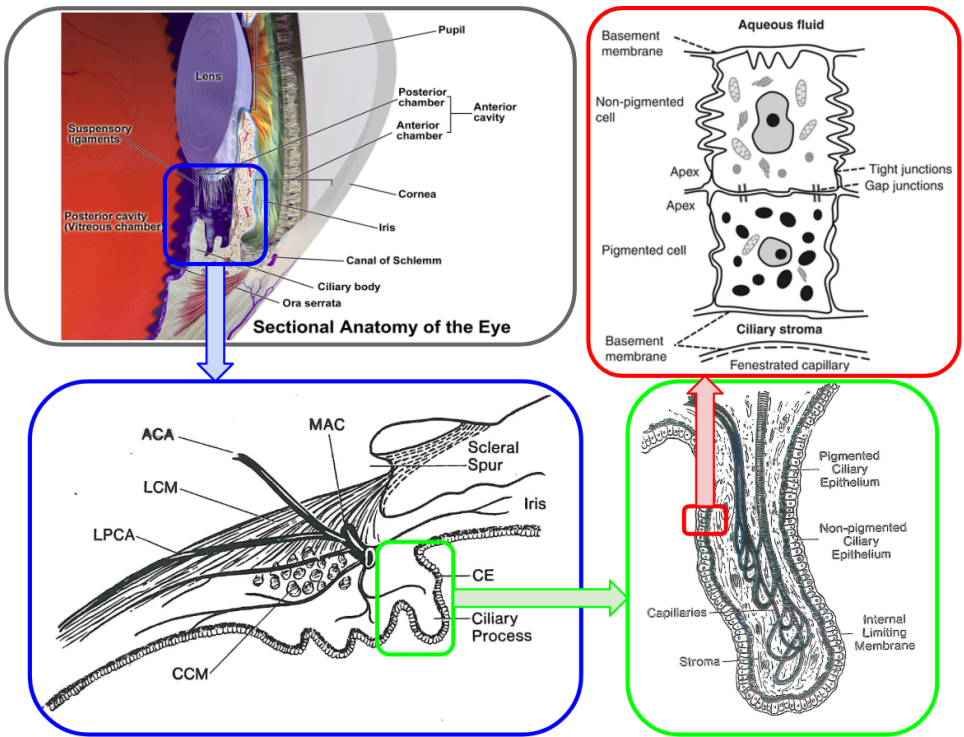 Pupil
Lens
Posterior
chamber
Anterior
cavity
Suspensory
ligaments
Anterior
chamber
Cornea
Posterior cavity
(Vitreous chamber)
Iris
Canal of Schlemm
Ciliary body
Ora serrata
Sectional Anatomy of the Eye
Aqueous fluid
Basement
membrane
Non-pigmented
cell
Apex
Tight junctions
Gap junctions
Apex
Pigmented cell
Ciliary stroma
Basement
membrane
Fenestrated capillary
ACA
MAC
Scleral
Spur
LCM
Iris
LPCA
CE
Ciliary
Process
CCM
Pigmented
Ciliary
Epithelium
Non-pigmented
Ciliary
Epithelium
Capillaries
Internal
Limiting
Membrane
Stroma